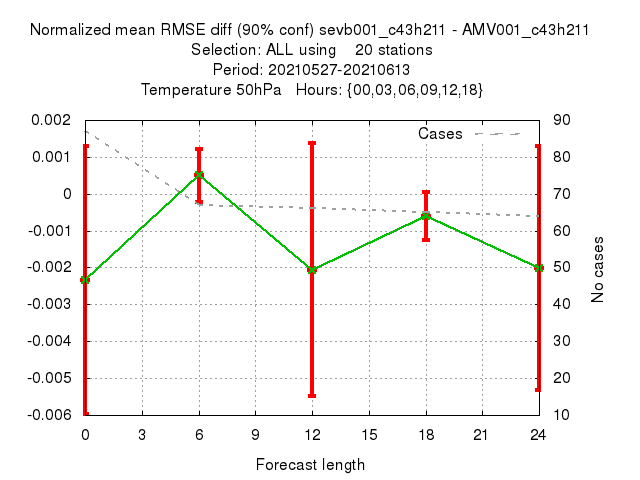 Normalized mean RMSE diff (90% conf) sevb001_c43h211 - AMV001_c43h211
Selection: ALL using    20 stations
Period: 20210527-20210613
Temperature 50hPa   Hours: {00,03,06,09,12,18}
Cases
0.002
0.001
0
-0.001
-0.002
-0.003
-0.004
-0.005
-0.006
90
80
70
60
50
40
30
20
10
No cases
0 3 6 9 12 15 18 21 24
Forecast length